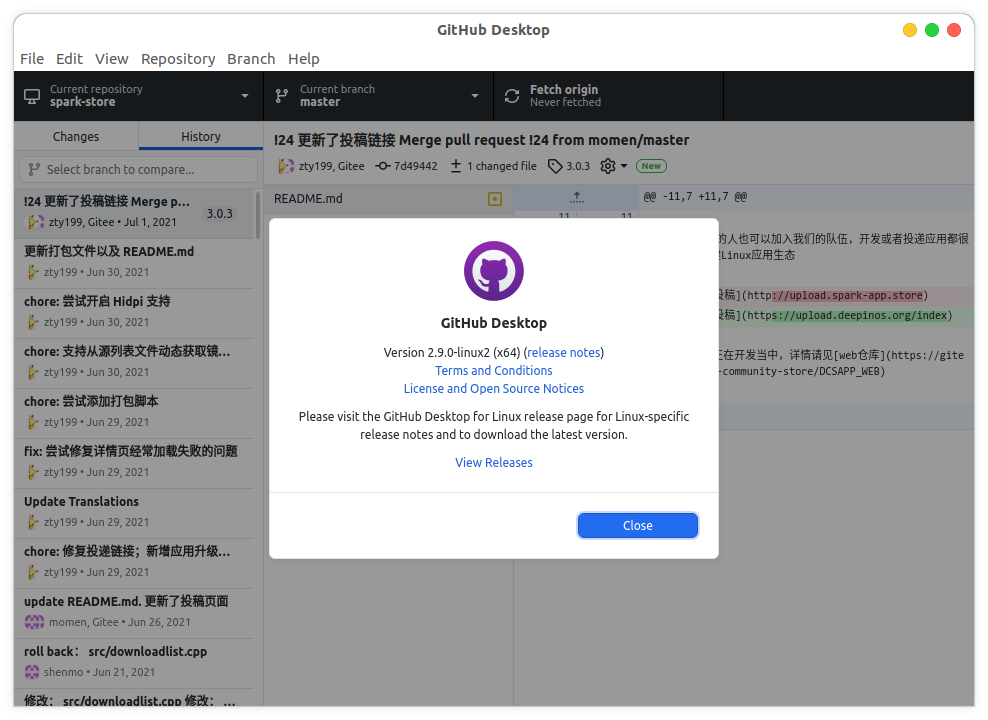 GitHub Desktop
File Edit View Repository Branch Help
Current repository
spark-store
Current branch
master
Fetch origin
Never fetched
Changes
History
Select branch to compare...
!24 更新了投稿链接 Merge p...
zty199, Gitee • Jul 1, 2021
3.0.3
更新打包文件以及 README.md
zty199 • Jun 30, 2021
chore: 尝试开启 Hidpi 支持
zty199 • Jun 30, 2021
chore: 支持从源列表文件动态获取镜...
zty199 • Jun 30, 2021
chore: 尝试添加打包脚本
zty199 • Jun 29, 2021
fix: 尝试修复详情页经常加载失败的问题
zty199 • Jun 29, 2021
Update Translations
zty199 • Jun 29, 2021
chore: 修复投递链接；新增应用升级...
zty199 • Jun 29, 2021
update README.md. 更新了投稿页面
momen, Gitee • Jun 26, 2021
roll back： src/downloadlist.cpp
shenmo • Jun 21, 2021
修改： src/downloadlist.cpp 修改： ...
!24 更新了投稿链接 Merge pull request !24 from momen/master
zty199, Gitee 7d49442 1 changed file 3.0.3 New
README.md
@@ -11,7 +11,7 @@
11 11
的人也可以加入我们的队伍，开发或者投递应用都很
Linux应用生态
投稿](http://upload.spark-app.store)
投稿](https://upload.deepinos.org/index)
正在开发当中，详情请见[web仓库](https://gite
-community-store/DCSAPP_WEB)
GitHub Desktop
Version 2.9.0-linux2 (x64) (release notes)
Terms and Conditions
License and Open Source Notices
Please visit the GitHub Desktop for Linux release page for Linux-specific
release notes and to download the latest version.
View Releases
Close